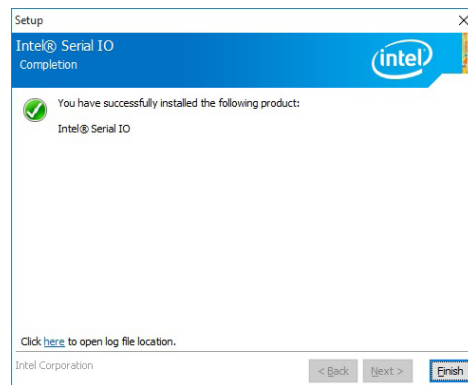 Setup
Intel® Serial IO
Completion
intel
You have successfully installed the following product:
Intel® Serial IO
Click here to open log file location.
Intel Corporation
< Back Next > Finish